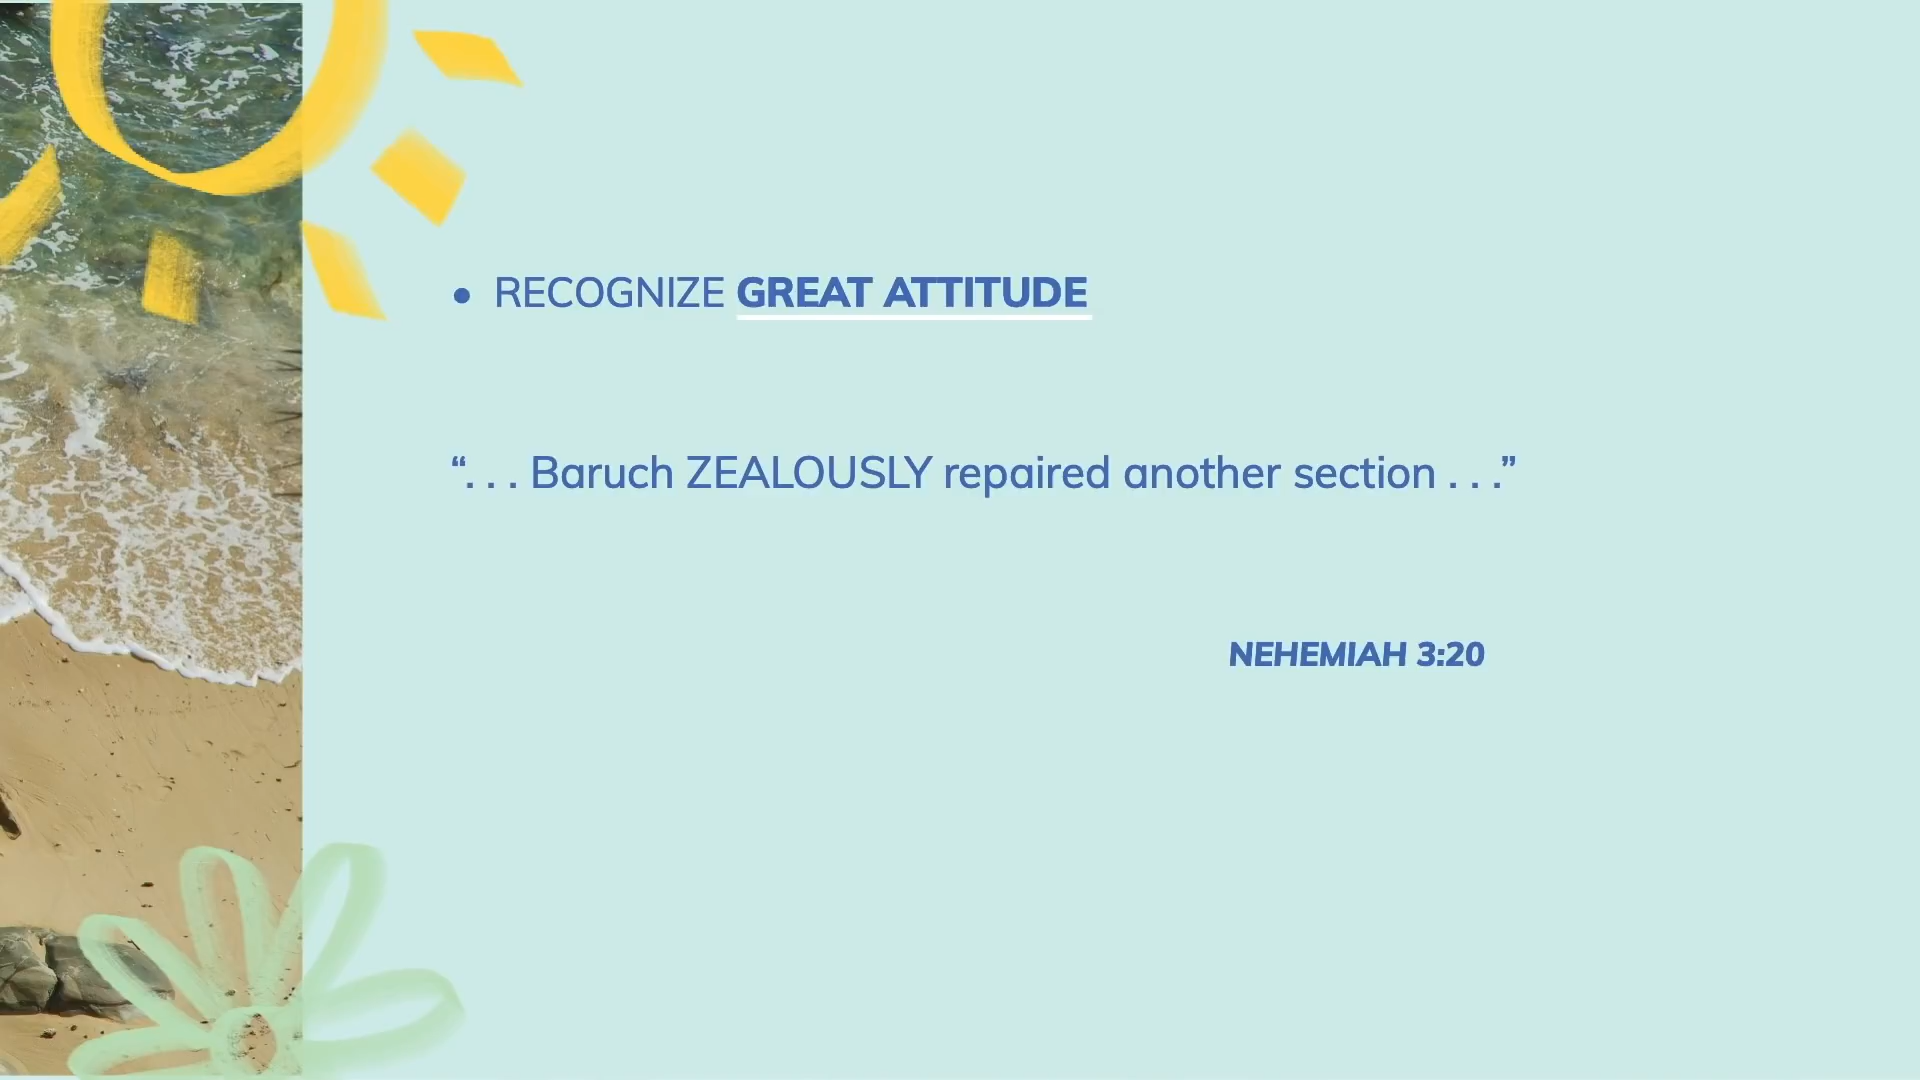 • RECOGNIZE GREAT ATTITUDE
“. . . Baruch ZEALOUSLY repaired another section . . .”
NEHEMIAH 3:20